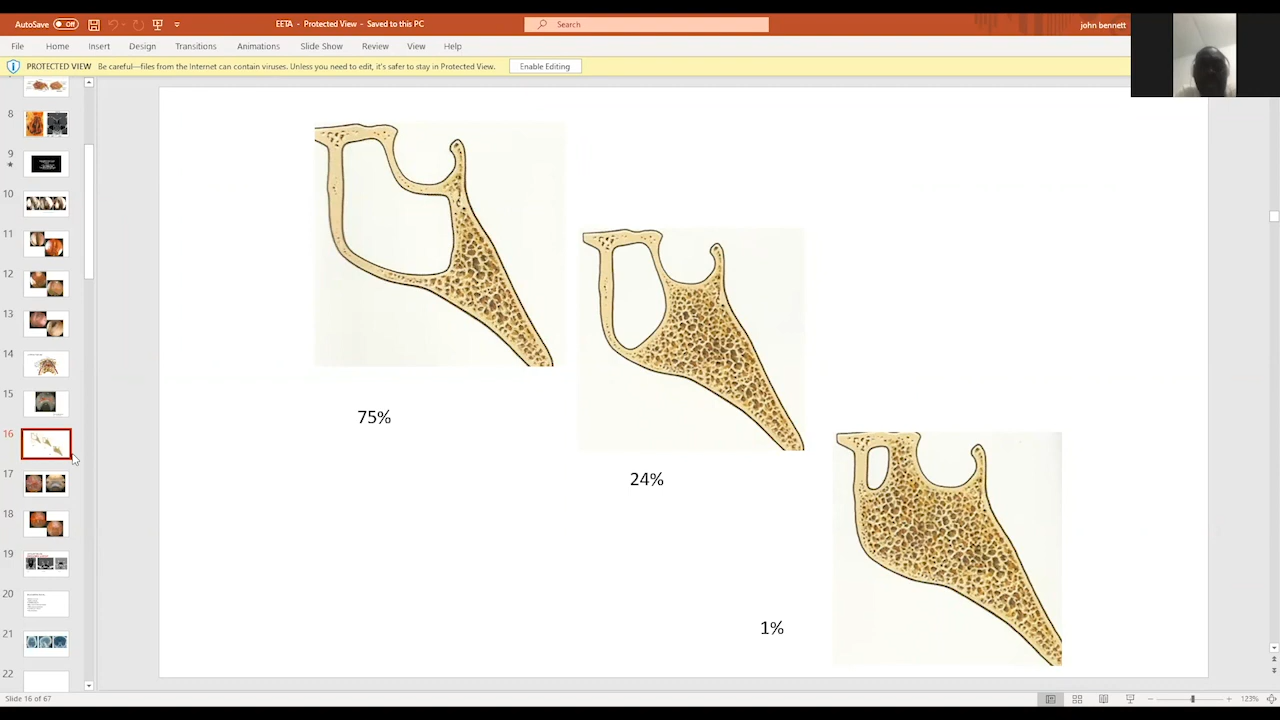 AutoSave Off
EETA - Protected View - Saved to this PC
Search
john bennett
File Home Insert Design Transitions Animations Slide Show Review View Help
PROTECTED VIEW Be careful—files from the Internet can contain viruses. Unless you need to edit, it's safer to stay in Protected View. Enable Editing
8
9
10
11
12
13
14
15
16
17
18
19
20
21
22
75%
24%
1%
Slide 16 of 67
123%